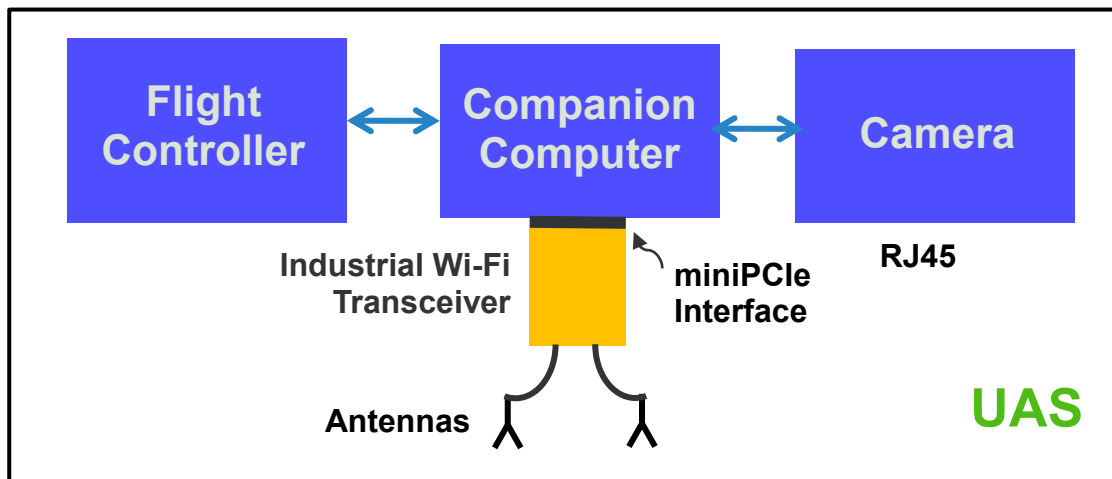 Flight
Controller
Companion
Computer
Camera
Industrial Wi-Fi
Transceiver
miniPCIe
Interface
RJ45
Antennas
UAS